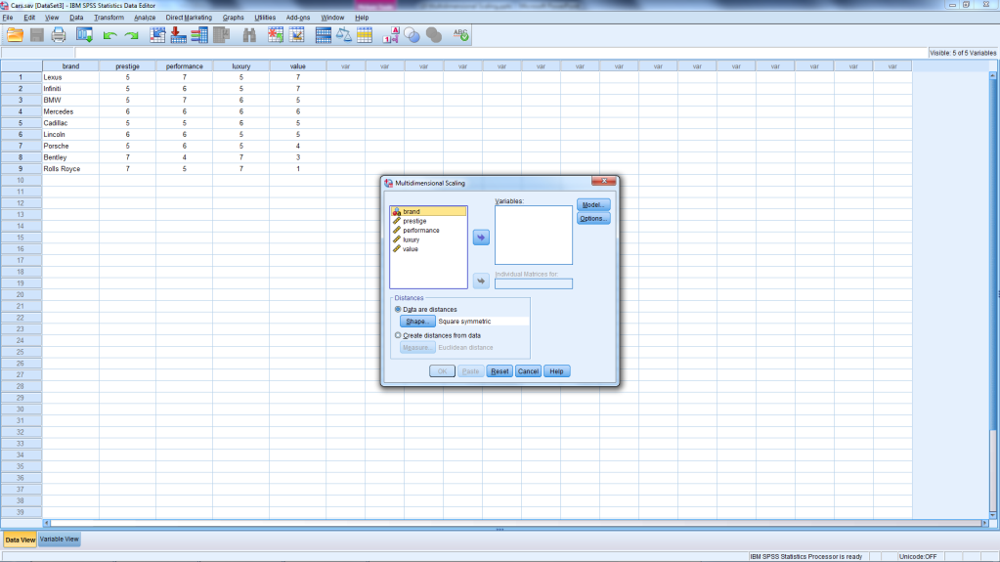 Cars.sav [DataSet3] - IBM SPSS Statistics Data Editor
File Edit View Data Transform Analyze Direct Marketing Graphs Utilities Add-ons Window Help
Visible: 5 of 5 Variables
brand prestige performance luxury value var var var var var var var var var var var var var var var
1 Lexus 5 7 5 7
2 Infiniti 5 6 5 7
3 BMW 5 7 6 5
4 Mercedes 6 6 6 6
5 Cadillac 5 5 6 5
6 Lincoln 6 6 5 5
7 Porsche 5 6 5 4
8 Bentley 7 4 7 3
9 Rolls Royce 7 5 7 1
10
11
12
13
14
15
16
17
18
19
20
21
22
23
24
25
26
27
28
29
30
31
32
33
34
35
36
37
38
39
Multidimensional Scaling
Variables:
brand
prestige
performance
luxury
value
Model...
Options...
Individual Matrices for:
Distances
Data are distances
Shape... Square symmetric
Create distances from data
Measure... Euclidean distance
OK Paste Reset Cancel Help
Data View Variable View
IBM SPSS Statistics Processor is ready Unicode:OFF